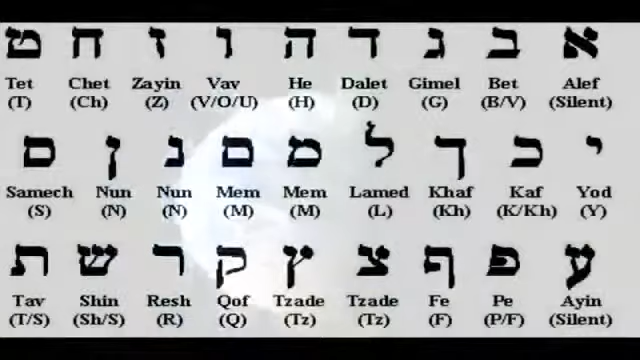 א ב ג ד ה ו ז ח ט
Tet Chet Zayin Vav He Dalet Gimel Bet Alef
(T) (Ch) (Z) (V/O/U) (H) (D) (G) (B/V) (Silent)
י כ ך ל מ ם נ ן ס
Samech Nun Nun Mem Mem Lamed Khaf Kaf Yod
(S) (N) (N) (M) (M) (L) (Kh) (K/Kh) (Y)
ע פ ף צ ץ ק ר ש ת
Tav Shin Resh Qof Tzade Tzade Fe Pe Ayin
(T/S) (Sh/S) (R) (Q) (Tz) (Tz) (F) (P/F) (Silent)